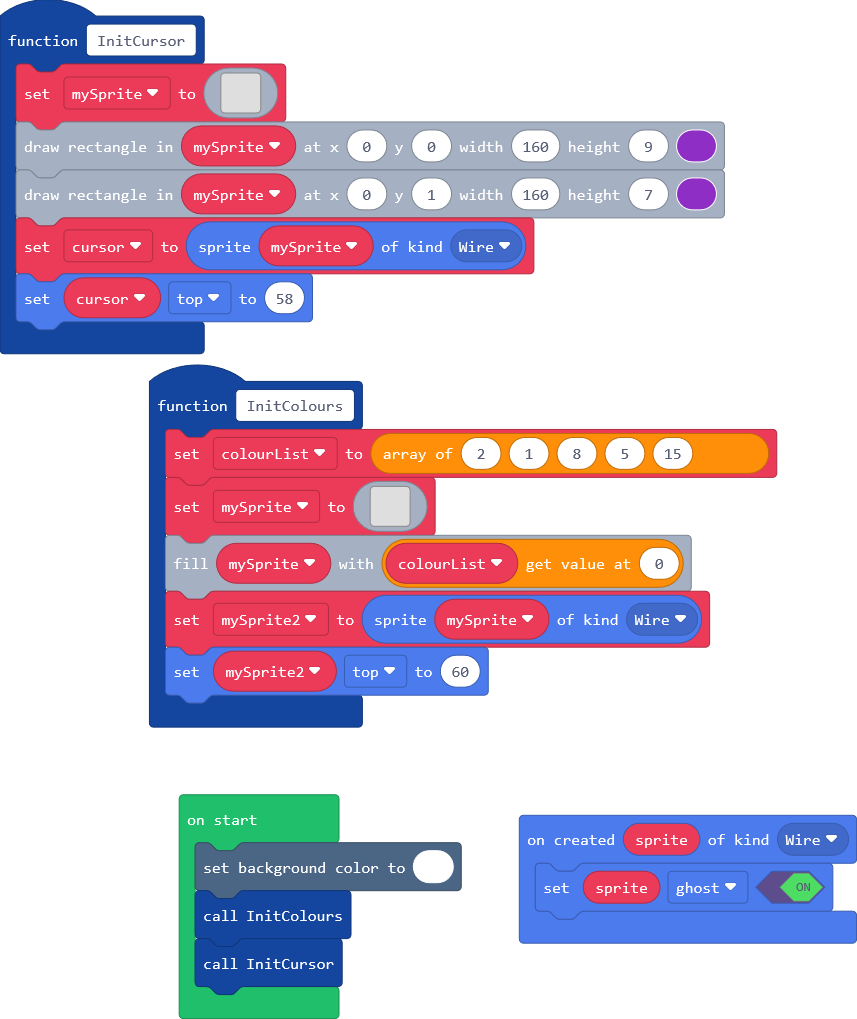 function InitCursor
set mySprite to
draw rectangle in mySprite at x 0 y 0 width 160 height 9
draw rectangle in mySprite at x 0 y 1 width 160 height 7
set cursor to sprite mySprite of kind Wire
set cursor top to 58
function InitColours
set colourList to array of 2 1 8 5 15
set mySprite to
fill mySprite with colourList get value at 0
set mySprite2 to sprite mySprite of kind Wire
set mySprite2 top to 60
on start
set background color to
call InitColours
call InitCursor
on created sprite of kind Wire
set sprite ghost ON